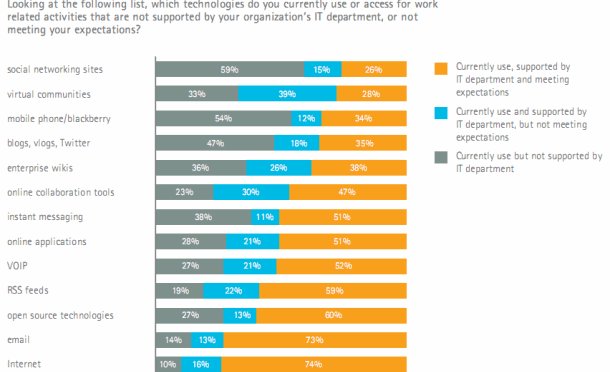 Looking at the following list, which technologies do you currently use or access for work
related activities that are not supported by your organization's IT department, or not
meeting your expectations?
social networking sites 59% 15% 26%
virtual communities 33% 39% 28%
mobile phone/blackberry 54% 12% 34%
blogs, vlogs, Twitter 47% 18% 35%
enterprise wikis 36% 26% 38%
online collaboration tools 23% 30% 47%
instant messaging 38% 11% 51%
online applications 28% 21% 51%
VOIP 27% 21% 52%
RSS feeds 19% 22% 59%
open source technologies 27% 13% 60%
email 14% 13% 73%
Internet 10% 16% 74%
Currently use, supported by
IT department and meeting
expectations
Currently use and supported by
IT department, but not meeting
expectations
Currently use but not supported by
IT department